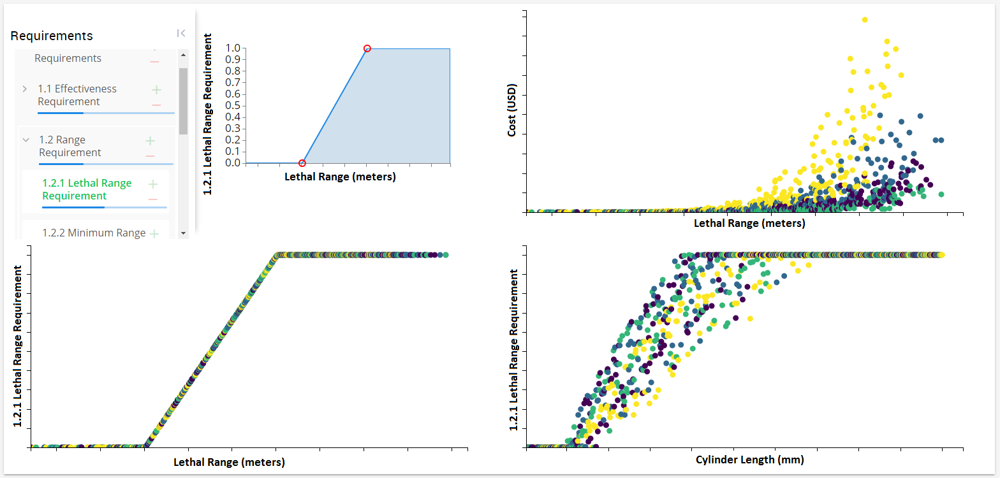 Requirements
Requirements
1.1 Effectiveness
Requirement
1.2 Range
Requirement
1.2.1 Lethal Range
Requirement
1.2.2 Minimum Range
1.2.1 Lethal Range Requirement
1.0
0.9
0.8
0.7
0.6
0.5
0.4
0.3
0.2
0.1
0.0
Lethal Range (meters)
Cost (USD)
Lethal Range (meters)
1.2.1 Lethal Range Requirement
Lethal Range (meters)
1.2.1 Lethal Range Requirement
Cylinder Length (mm)